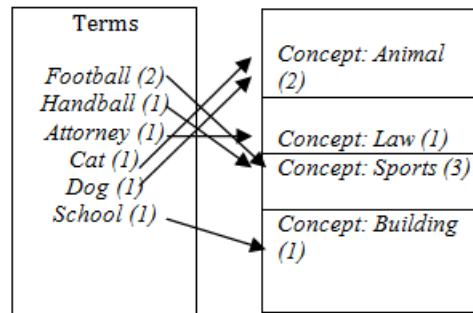 Terms
Football (2)
Handball (1)
Attorney (1)
Cat (1)
Dog (1)
School (1)
Concept: Animal
(2)
Concept: Law (1)
Concept: Sports (3)
Concept: Building
(1)